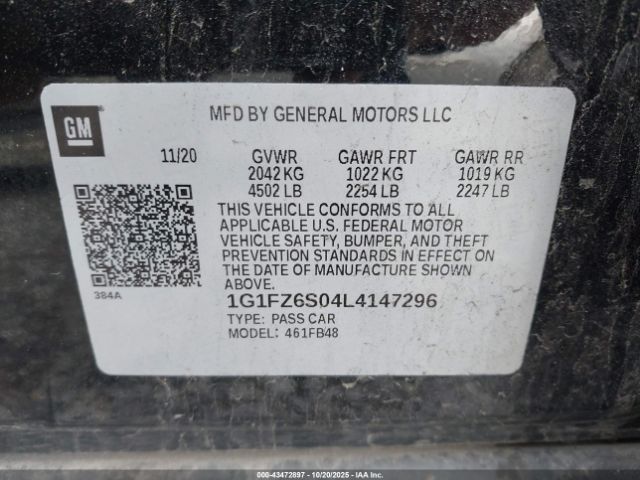 GM
MFD BY GENERAL MOTORS LLC
11/20 GVWR GAWR FRT GAWR RR
2042 KG 1022 KG 1019 KG
4502 LB 2254 LB 2247 LB
THIS VEHICLE CONFORMS TO ALL
APPLICABLE U.S. FEDERAL MOTOR
VEHICLE SAFETY, BUMPER, AND THEFT
PREVENTION STANDARDS IN EFFECT ON
THE DATE OF MANUFACTURE SHOWN
ABOVE.
384A
1G1FZ6S04L4147296
TYPE: PASS CAR
MODEL: 461FB48
000-43472897 - 10/20/2025 - IAAI.COM